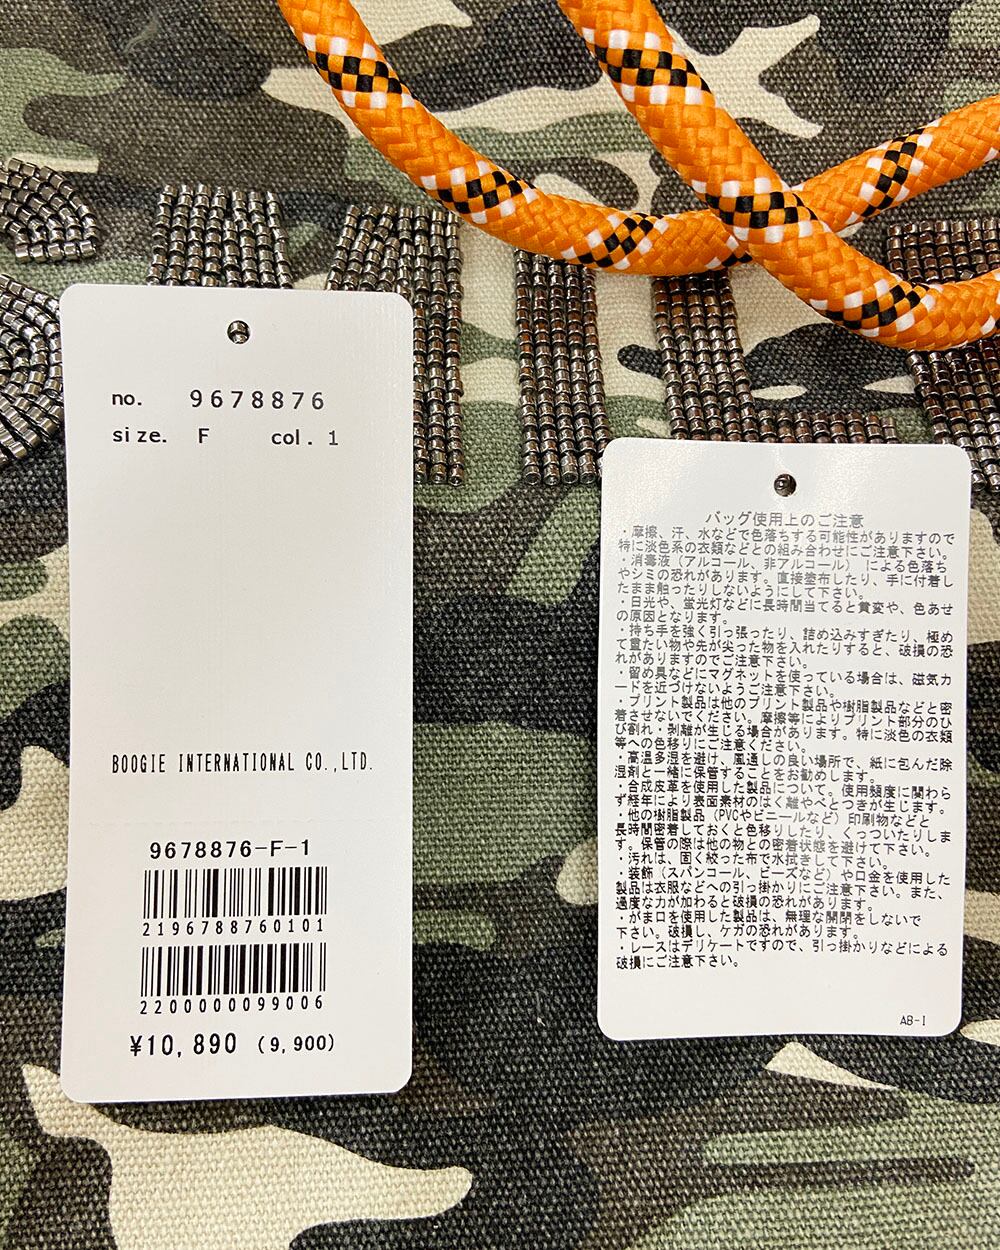 no. 9678876
size. F col. 1
BOOGIE INTERNATIONAL CO.,LTD.
9678876-F-1
2196788760101
2200000099006
¥10,890 (9,900)
バッグ使用上のご注意
・摩擦、汗、水などで色落ちする可能性がありますので
特に淡色系の衣類などとの組み合わせにご注意下さい。
・消毒液（アルコール、非アルコール） による色落ち
やシミの恐れがあります。直接塗布したり、手に付着し
たまま触ったりしないようにして下さい。
・日光や、蛍光灯などに長時間当てると黄変や、色あせ
の原因となります。
・持ち手を強く引っ張ったり、詰め込みすぎたり、極め
て重たい物や先が尖った物を入れたりすると、破損の恐
れがありますのでご注意下さい。
・留め具などにマグネットを使っている場合は、磁気カ
ードを近づけないようご注意下さい。
・プリント製品は他のプリント製品や樹脂製品などと密
着させないでください。摩擦等によりプリント部分のひ
び割れ・剥離が生じる場合があります。特に淡色の衣類
等への色移りにご注意ください。
・高温多湿を避け、風通しの良い場所で、紙に包んだ除
湿剤と一緒に保管することをお勧めします。
・合成皮革を使用した製品について。使用頻度に関わら
ず経年により表面素材のはく離やべとつきが生じます。
・他の樹脂製品（PVCやビニールなど）印刷物などと
長時間密着しておくと色移りしたり、くっついたりしま
す。保管の際は他の物との密着状態を避けて下さい。
・汚れは、固く絞った布で水拭きして下さい。
・装飾（スパンコール、ビーズなど）や口金を使用した
製品は衣服などへの引っ掛かりにご注意下さい。また、
過度な力が加わると破損の恐れがあります。
・がま口を使用した製品は、無理な開閉をしないで
下さい。破損し、ケガの恐れがあります。
・レースはデリケートですので、引っ掛かりなどによる
破損にご注意下さい。
AB-1